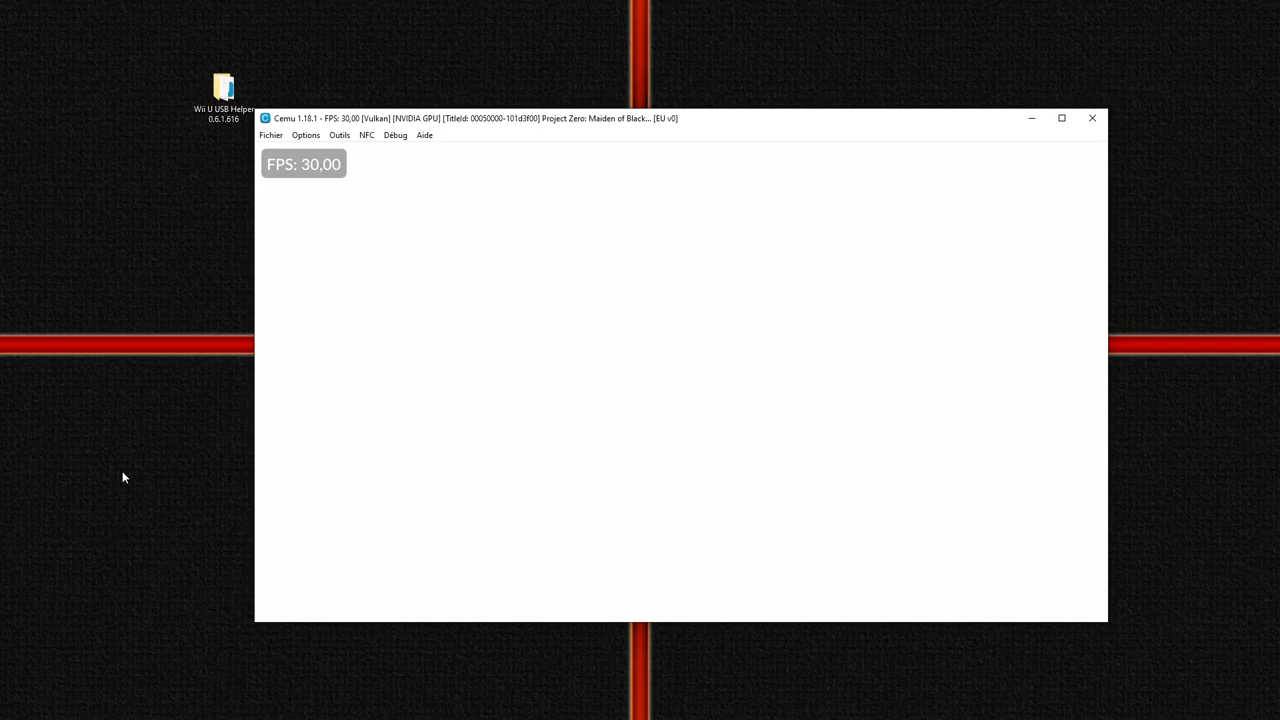 Wii U USB Helper
0.6.1.616
Cemu 1.18.1 - FPS: 30,00 [Vulkan] [NVIDIA GPU] [TitleId: 00050000-101d3f00] Project Zero: Maiden of Black... [EU v0]
Fichier Options Outils NFC Débug Aide
FPS: 30,00